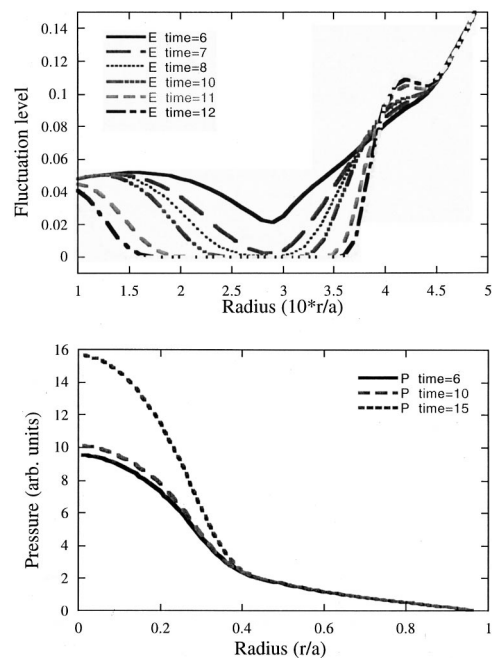 0.15
E time=6
E time=7
E time=8
E time=10
E time=11
E time=12
0.12
0.1
0.08
0.06
0.04
0.02
0
Fluctuation level
1 1.5 2 2.5 3 3.5 4 4.5 5
Radius (10*r/a)
16
14
12
10
8
6
4
2
0
Pressure (arb. units)
P time=6
P time=10
P time=15
0 0.2 0.4 0.6 0.8 1
Radius (r/a)